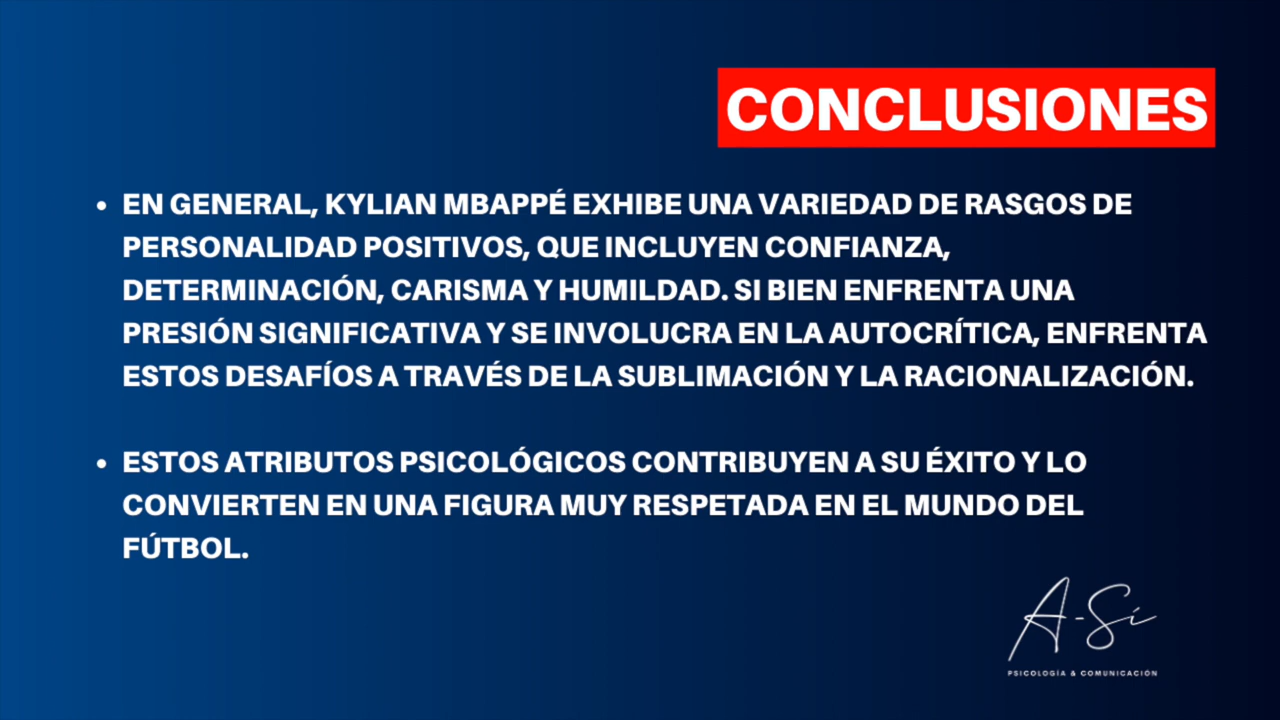 CONCLUSIONES
• EN GENERAL, KYLIAN MBAPPÉ EXHIBE UNA VARIEDAD DE RASGOS DE
PERSONALIDAD POSITIVOS, QUE INCLUYEN CONFIANZA,
DETERMINACIÓN, CARISMA Y HUMILDAD. SI BIEN ENFRENTA UNA
PRESIÓN SIGNIFICATIVA Y SE INVOLUCRA EN LA AUTOCRÍTICA, ENFRENTA
ESTOS DESAFÍOS A TRAVÉS DE LA SUBLIMACIÓN Y LA RACIONALIZACIÓN.
• ESTOS ATRIBUTOS PSICOLÓGICOS CONTRIBUYEN A SU ÉXITO Y LO
CONVIERTEN EN UNA FIGURA MUY RESPETADA EN EL MUNDO DEL
FÚTBOL.
A-Sí
PSICOLOGÍA & COMUNICACIÓN